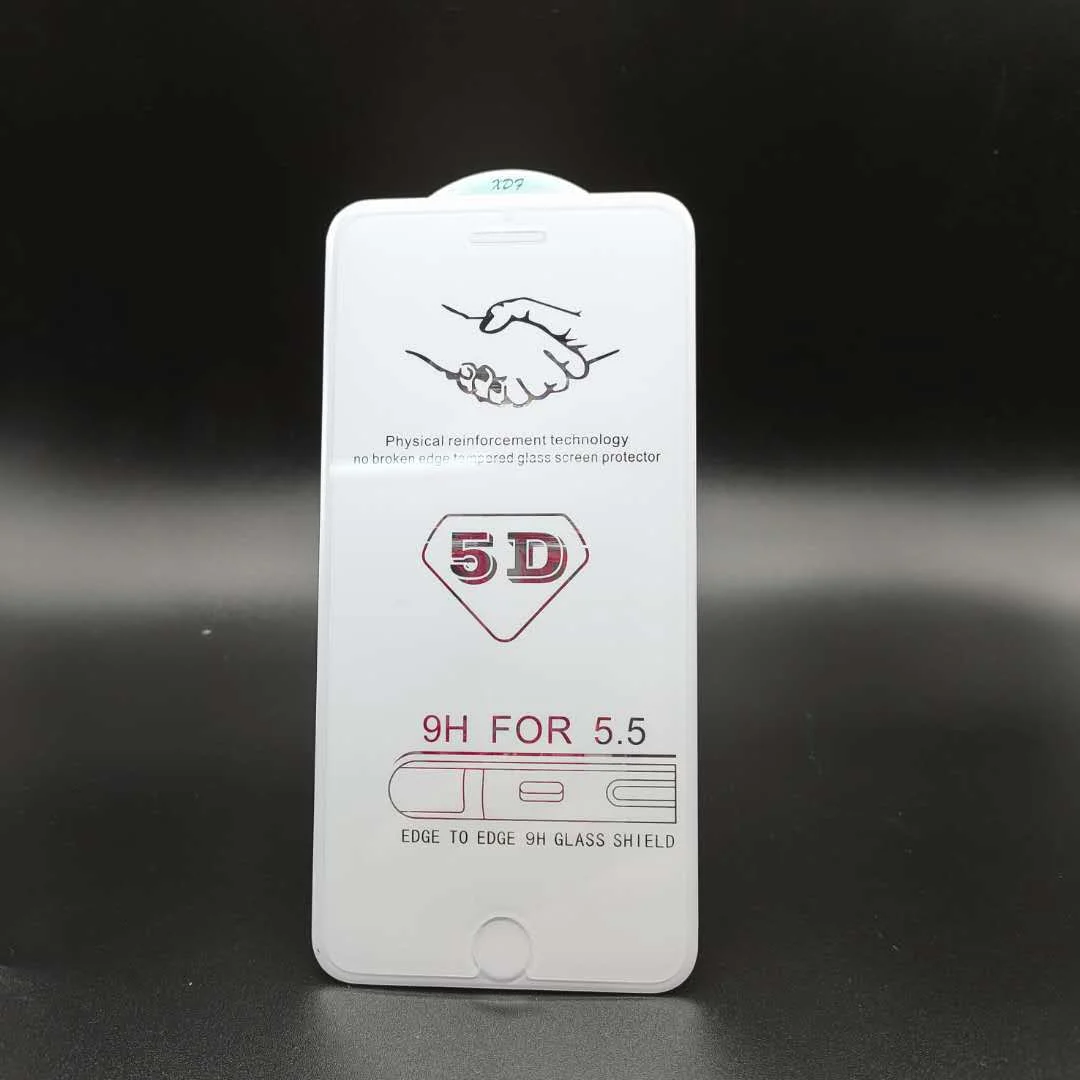 XDF
Physical reinforcement technology
no broken edge tempered glass screen protector
5D
9H FOR 5.5
EDGE TO EDGE 9H GLASS SHIELD